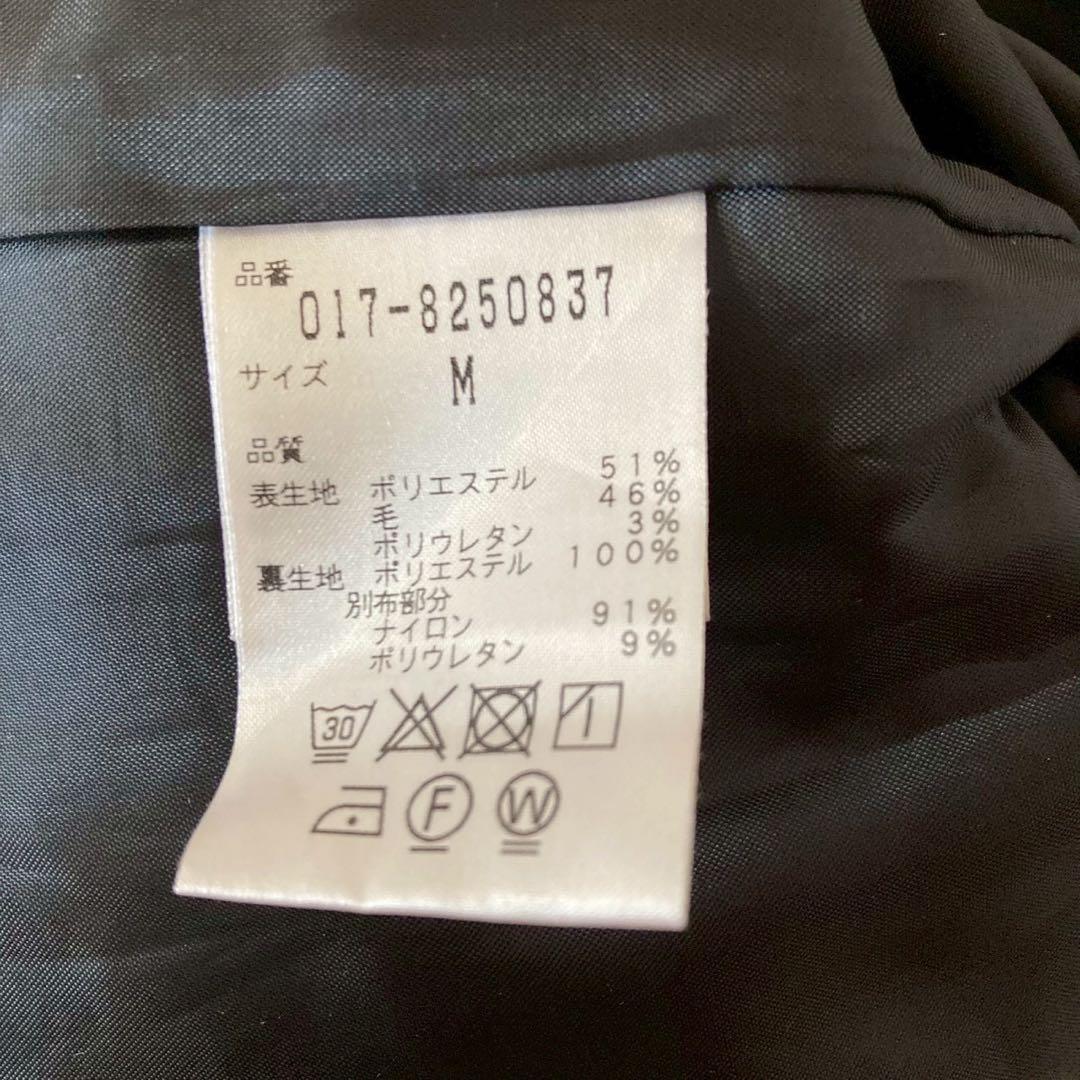 品番
017-8250837
サイズ M
品質
表生地 ポリエステル 51%
毛 46%
ポリウレタン 3%
裏生地 ポリエステル 100%
別布部分
ナイロン 91%
ポリウレタン 9%
30
F W